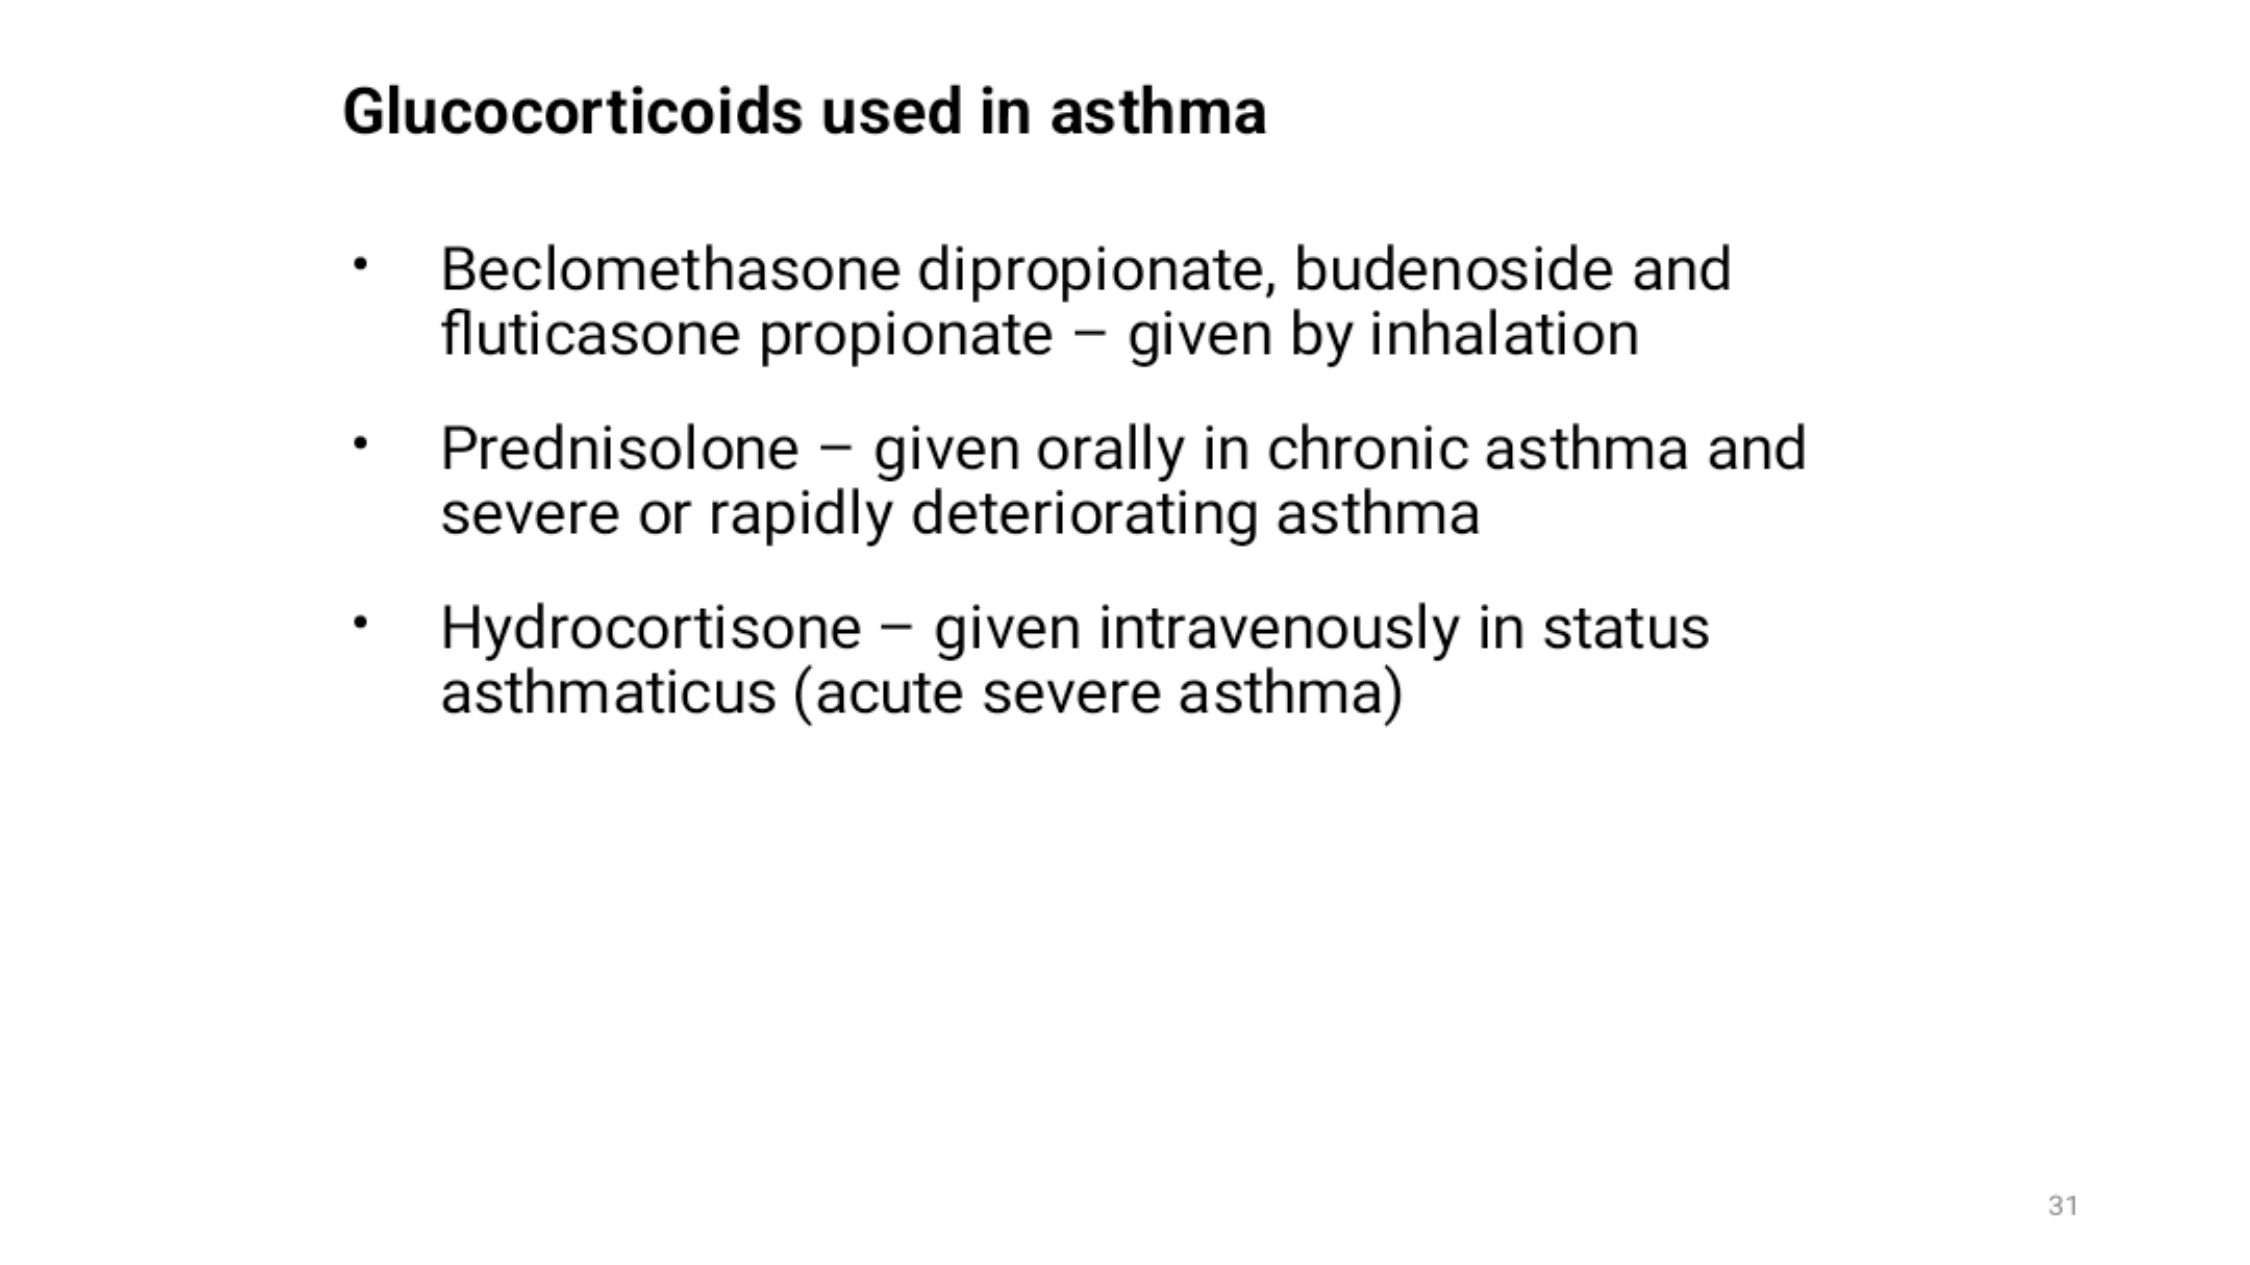 Glucocorticoids used in asthma
• Beclomethasone dipropionate, budenoside and
fluticasone propionate – given by inhalation
• Prednisolone – given orally in chronic asthma and
severe or rapidly deteriorating asthma
• Hydrocortisone – given intravenously in status
asthmaticus (acute severe asthma)
31